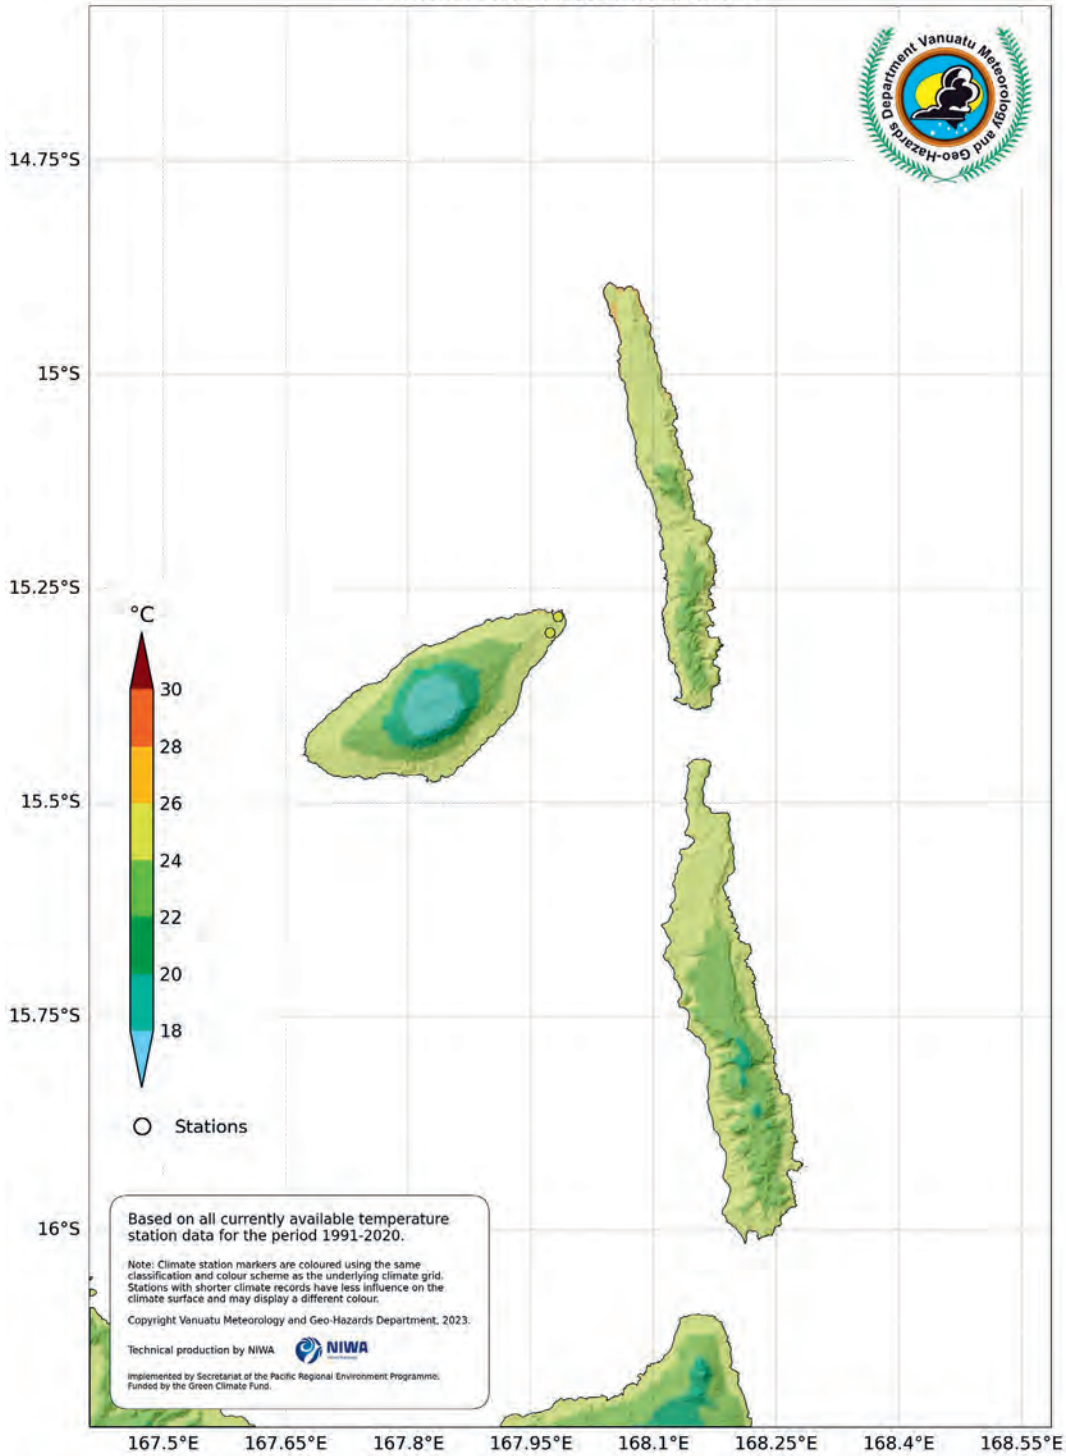 Vanuatu Meteorology and Geo-Hazards Department
14.75°S
15°S
15.25°S
°C
30
28
15.5°S
26
24
22
20
15.75°S
18
Stations
Based on all currently available temperature
station data for the period 1991-2020.
16°S
Note: Climate station markers are coloured using the same
classification and colour scheme as the underlying climate grid.
Stations with shorter climate records have less influence on the
climate surface and may display a different colour.
Copyright Vanuatu Meteorology and Geo-Hazards Department, 2023.
Technical production by NIWA
NIWA
Implemented by Secretariat of the Pacific Regional Environment Programme.
Funded by the Green Climate Fund.
167.5°E 167.65°E 167.8°E 167.95°E 168.1°E 168.25°E 168.4°E 168.55°E